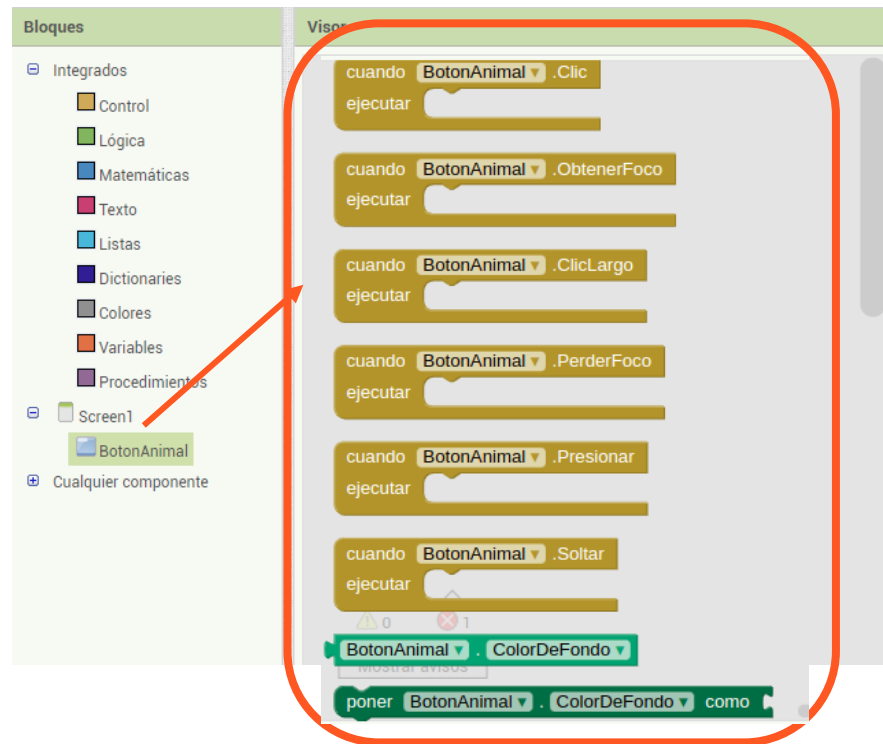 Bloques
Integrados
Control
Lógica
Matemáticas
Texto
Listas
Dictionaries
Colores
Variables
Procedimientos
Screen1
BotonAnimal
Cualquier componente
Visor
cuando BotonAnimal .Clic
ejecutar
cuando BotonAnimal .ObtenerFoco
ejecutar
cuando BotonAnimal .ClicLargo
ejecutar
cuando BotonAnimal .PerderFoco
ejecutar
cuando BotonAnimal .Presionar
ejecutar
cuando BotonAnimal .Soltar
ejecutar
0 1
BotonAnimal . ColorDeFondo
Mostrar avisos
poner BotonAnimal . ColorDeFondo como